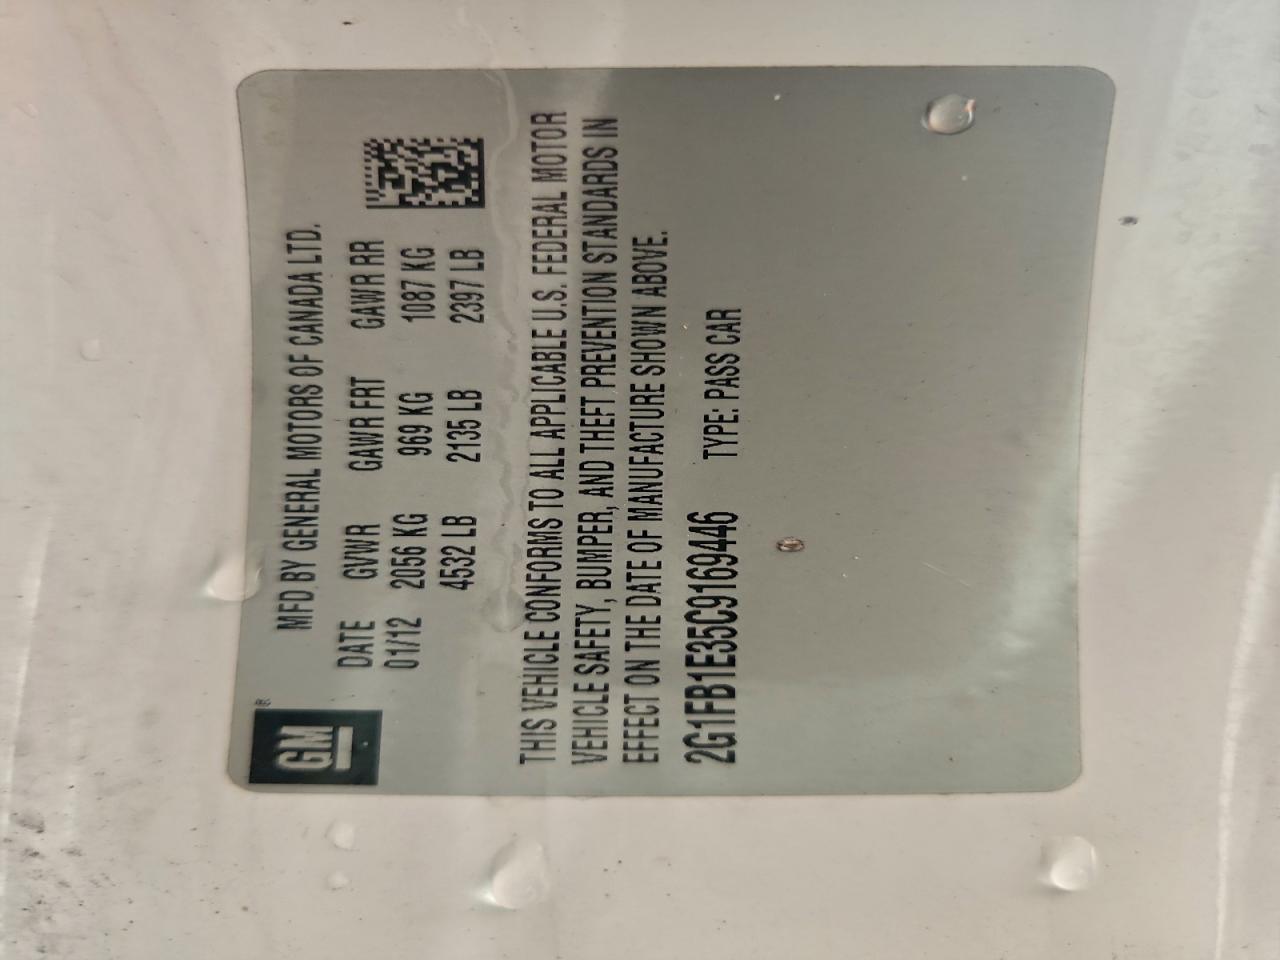 GM®
MFD BY GENERAL MOTORS OF CANADA LTD.
DATE GVWR GAWR FRT GAWR RR
01/12 2056 KG 969 KG 1087 KG
4532 LB 2135 LB 2397 LB
THIS VEHICLE CONFORMS TO ALL APPLICABLE U.S. FEDERAL MOTOR
VEHICLE SAFETY, BUMPER, AND THEFT PREVENTION STANDARDS IN
EFFECT ON THE DATE OF MANUFACTURE SHOWN ABOVE.
2G1FB1E35C9169446 TYPE: PASS CAR